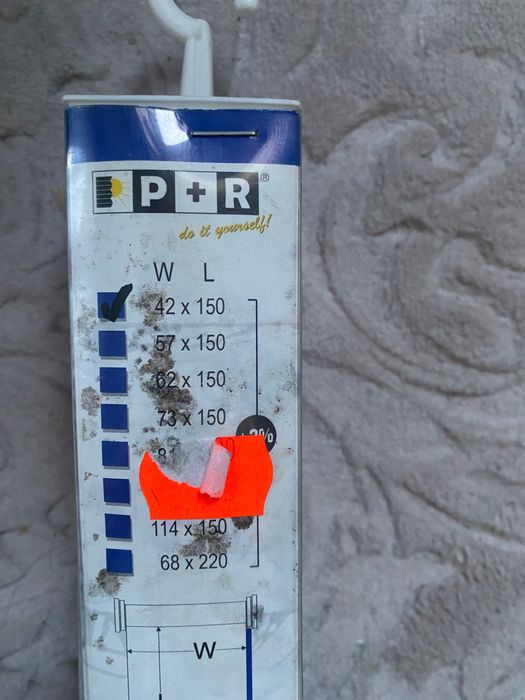 P+R®
do it yourself!
W L
42 x 150
57 x 150
62 x 150
73 x 150
114 x 150
68 x 220
W